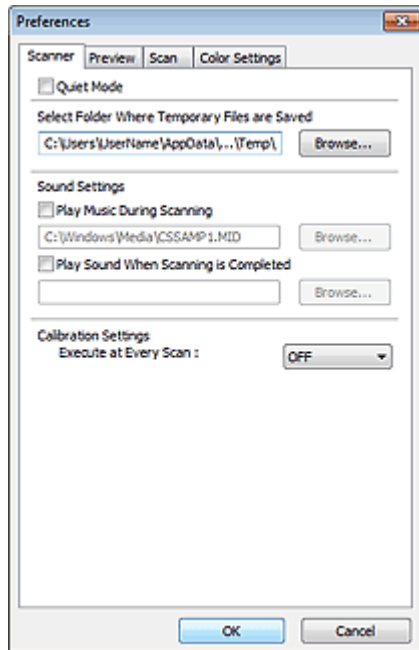 Preferences
Scanner Preview Scan Color Settings
Quiet Mode
Select Folder Where Temporary Files are Saved
C:\Users\UserName\AppData\...\Temp\ Browse...
Sound Settings
Play Music During Scanning
C:\Windows\Media\CSSAMP1.MID Browse...
Play Sound When Scanning is Completed
Browse...
Calibration Settings
Execute at Every Scan : OFF
OK Cancel